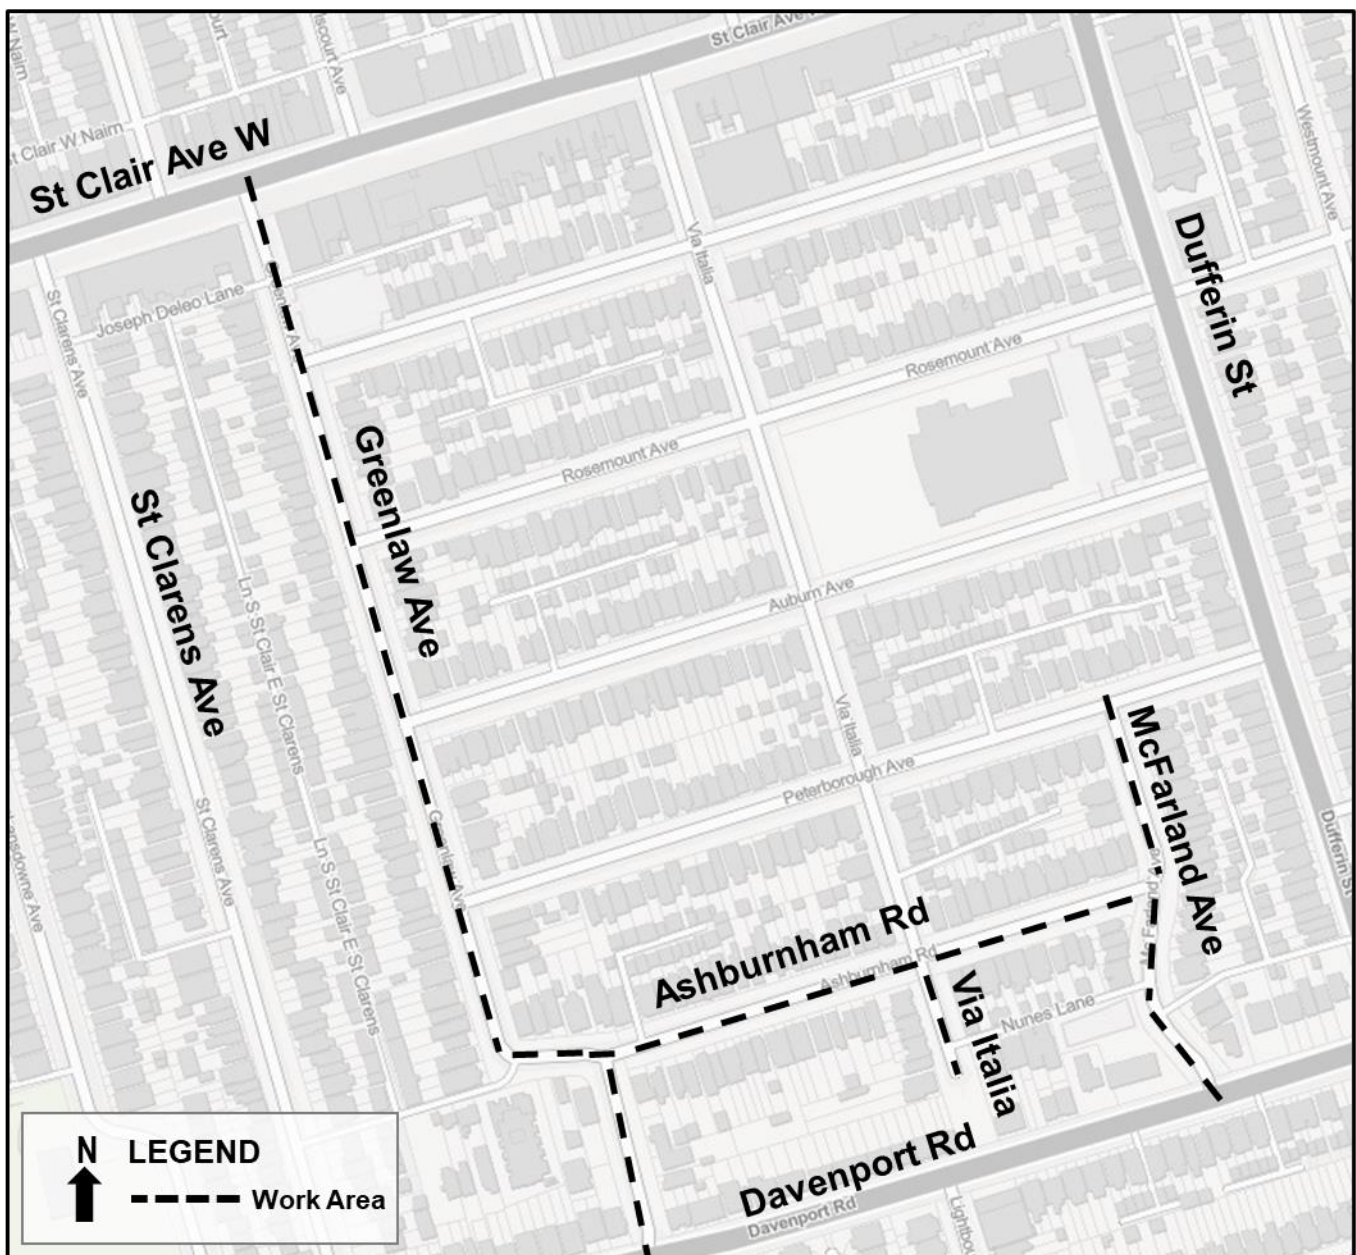 St Clair Ave W
St Clair Ave W
Westmount Ave
Via Italia
Dufferin St
St Clarens Ave
Joseph Deleo Lane
Rosemount Ave
Greenlaw Ave
Rosemount Ave
St Clarens Ave
Ln S St Clair E St Clarens
Auburn Ave
Via Italia
McFarland Ave
Peterborough Ave
St Clarens Ave
Greenlaw Ave
Dufferin St
Ln S St Clair E St Clarens
Ashburnham Rd
Ashburnham Rd
Via Italia
Nunes Lane
Davenport Rd
Davenport Rd
N LEGEND
Work Area